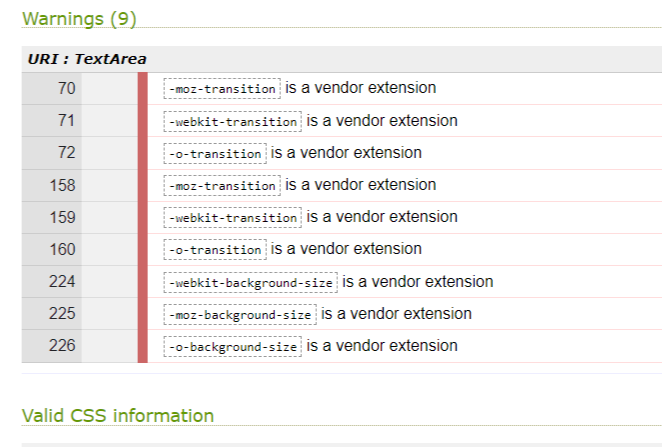 Warnings (9)
URI : TextArea
70 -moz-transition is a vendor extension
71 -webkit-transition is a vendor extension
72 -o-transition is a vendor extension
158 -moz-transition is a vendor extension
159 -webkit-transition is a vendor extension
160 -o-transition is a vendor extension
224 -webkit-background-size is a vendor extension
225 -moz-background-size is a vendor extension
226 -o-background-size is a vendor extension
Valid CSS information